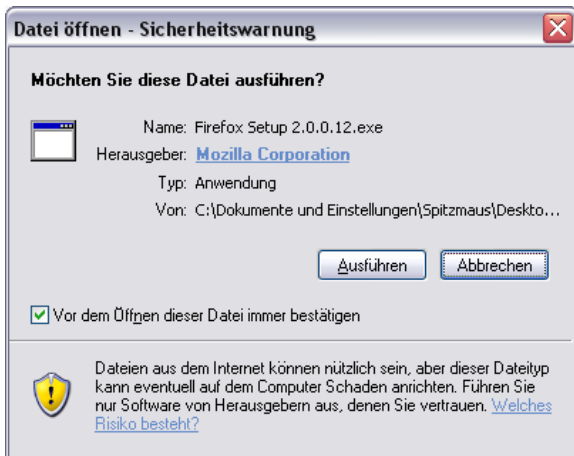 Datei öffnen - Sicherheitswarnung
Möchten Sie diese Datei ausführen?
Name: Firefox Setup 2.0.0.12.exe
Herausgeber: Mozilla Corporation
Typ: Anwendung
Von: C:\Dokumente und Einstellungen\Spitzmaus\Deskto...
Ausführen Abbrechen
Vor dem Öffnen dieser Datei immer bestätigen
Dateien aus dem Internet können nützlich sein, aber dieser Dateityp
kann eventuell auf dem Computer Schaden anrichten. Führen Sie
nur Software von Herausgebern aus, denen Sie vertrauen. Welches
Risiko besteht?